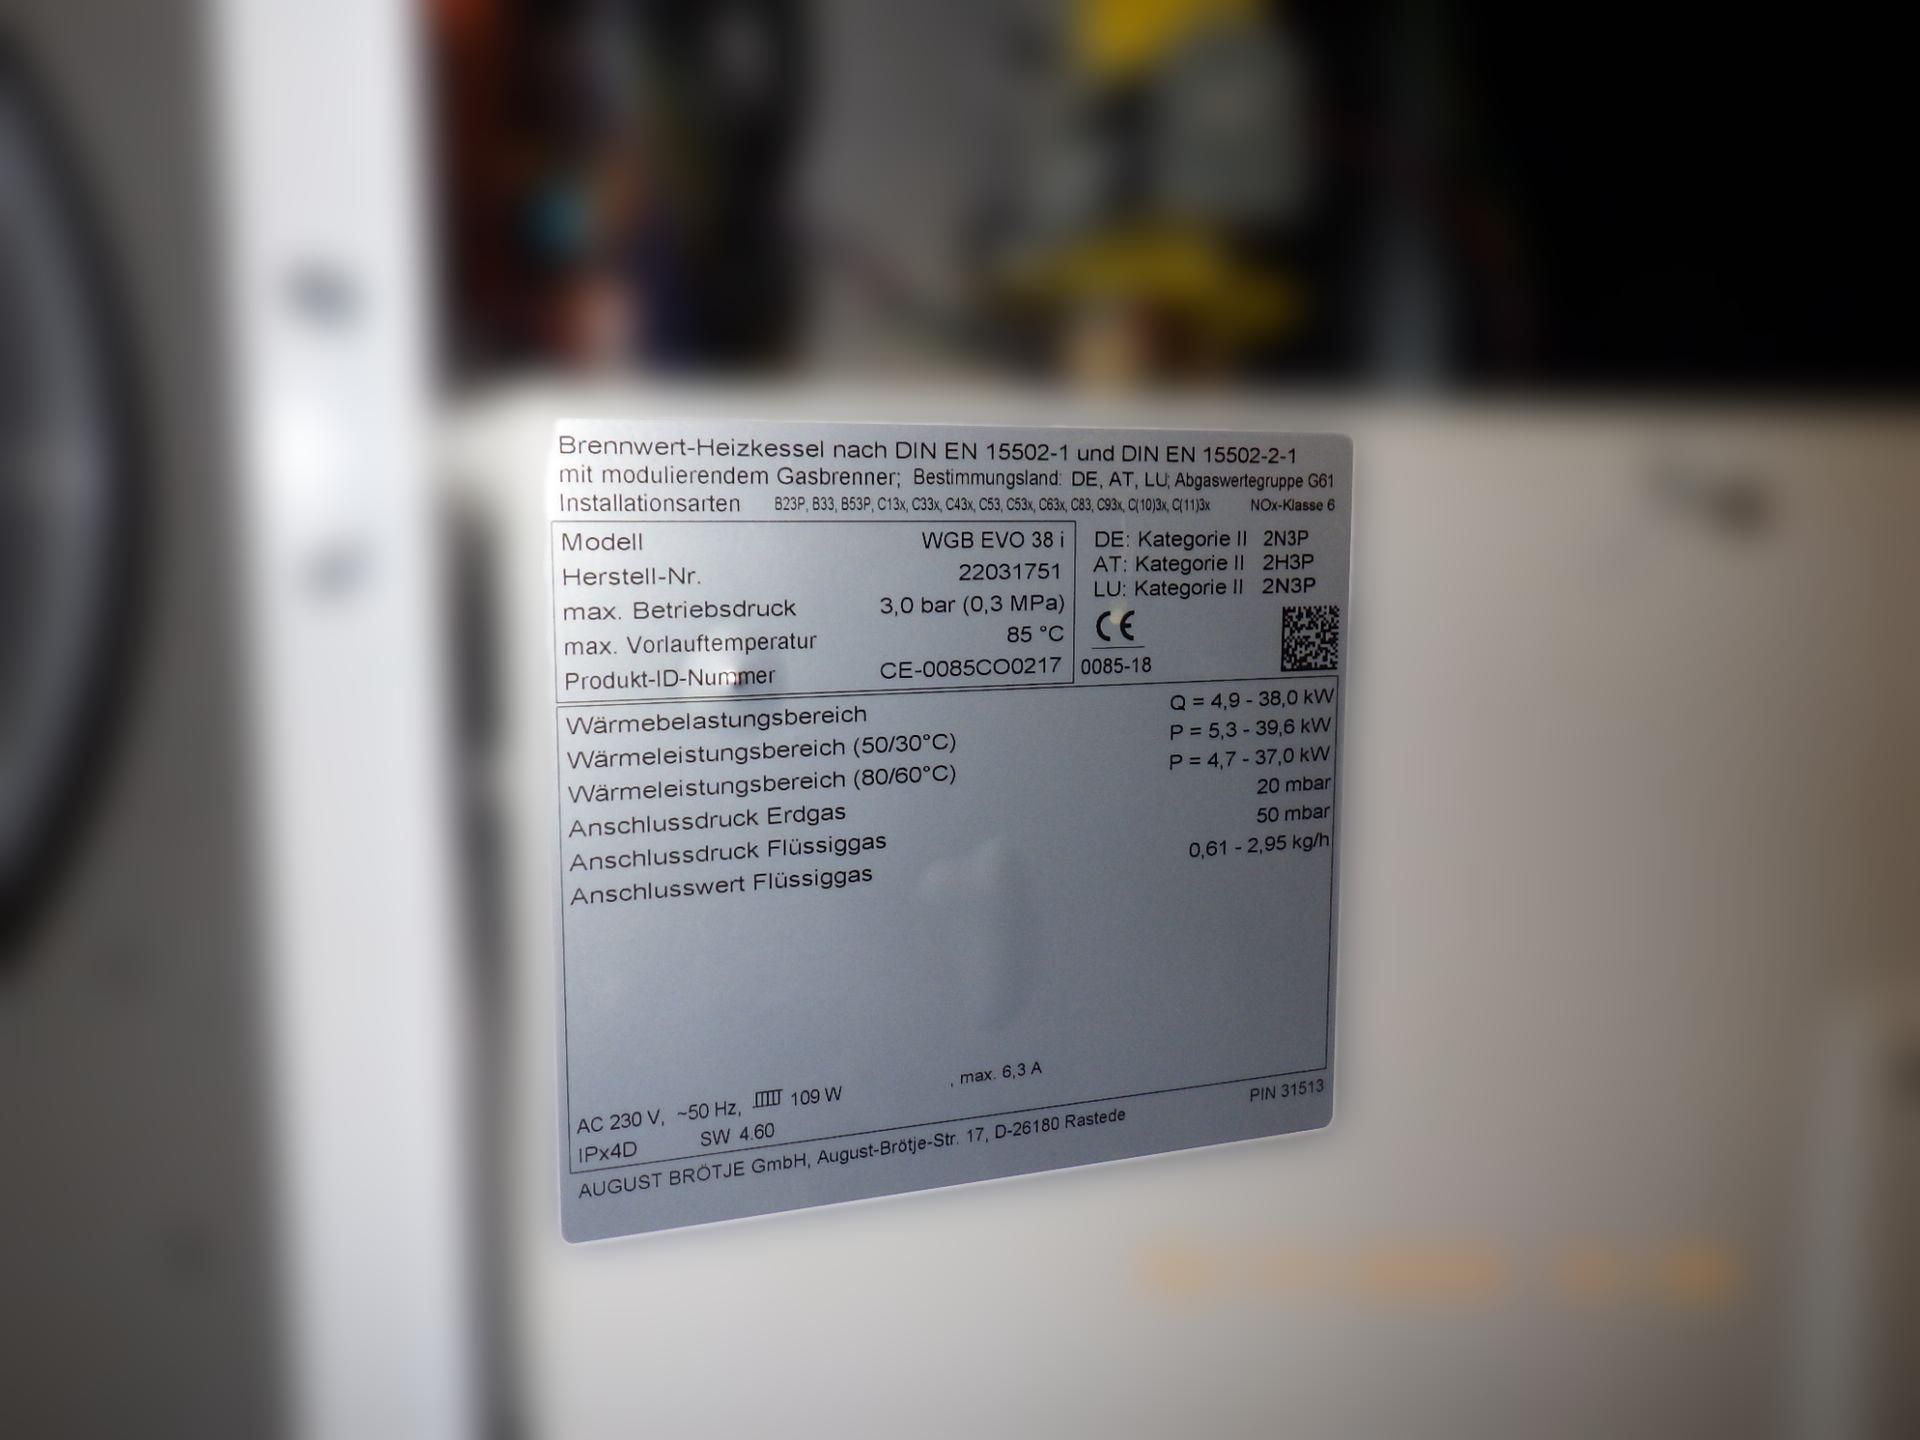 Brennwert-Heizkessel nach DIN EN 15502-1 und DIN EN 15502-2-1
mit modulierendem Gasbrenner; Bestimmungsland: DE, AT, LU; Abgaswertegruppe G61
Installationsarten B23P, B33, B53P, C13x, C33x, C43x, C53, C53x, C63x, C83, C93x, C(10)3x, C(11)3x NOx-Klasse 6
Modell WGB EVO 38 i
Herstell-Nr. 22031751
max. Betriebsdruck 3,0 bar (0,3 MPa)
max. Vorlauftemperatur 85 °C
Produkt-ID-Nummer CE-0085CO0217
DE: Kategorie II 2N3P
AT: Kategorie II 2H3P
LU: Kategorie II 2N3P
CE
0085-18
Wärmebelastungsbereich Q = 4,9 - 38,0 kW
Wärmeleistungsbereich (50/30°C) P = 5,3 - 39,6 kW
Wärmeleistungsbereich (80/60°C) P = 4,7 - 37,0 kW
Anschlussdruck Erdgas 20 mbar
Anschlussdruck Flüssiggas 50 mbar
Anschlusswert Flüssiggas 0,61 - 2,95 kg/h
AC 230 V, ~50 Hz, 109 W , max. 6,3 A
IPx4D SW 4.60
PIN 31513
AUGUST BRÖTJE GmbH, August-Brötje-Str. 17, D-26180 Rastede